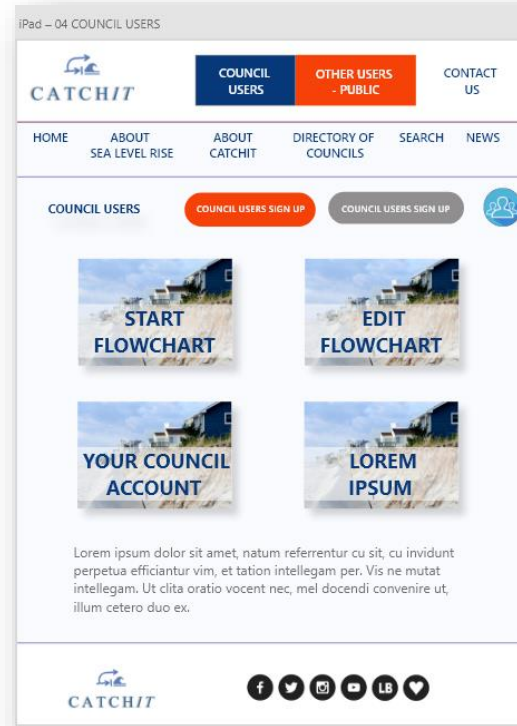 iPad – 04 COUNCIL USERS
CATCHIT
COUNCIL
USERS
OTHER USERS
- PUBLIC
CONTACT
US
HOME
ABOUT
SEA LEVEL RISE
ABOUT
CATCHIT
DIRECTORY OF
COUNCILS
SEARCH
NEWS
COUNCIL USERS
COUNCIL USERS SIGN UP
COUNCIL USERS SIGN UP
START
FLOWCHART
EDIT
FLOWCHART
YOUR COUNCIL
ACCOUNT
LOREM
IPSUM
Lorem ipsum dolor sit amet, natum referrentur cu sit, cu invidunt
perpetua efficiantur vim, et tation intellegam per. Vis ne mutat
intellegam. Ut clita oratio vocent nec, mel docendi convenire ut,
illum cetero duo ex.
CATCHIT
LB